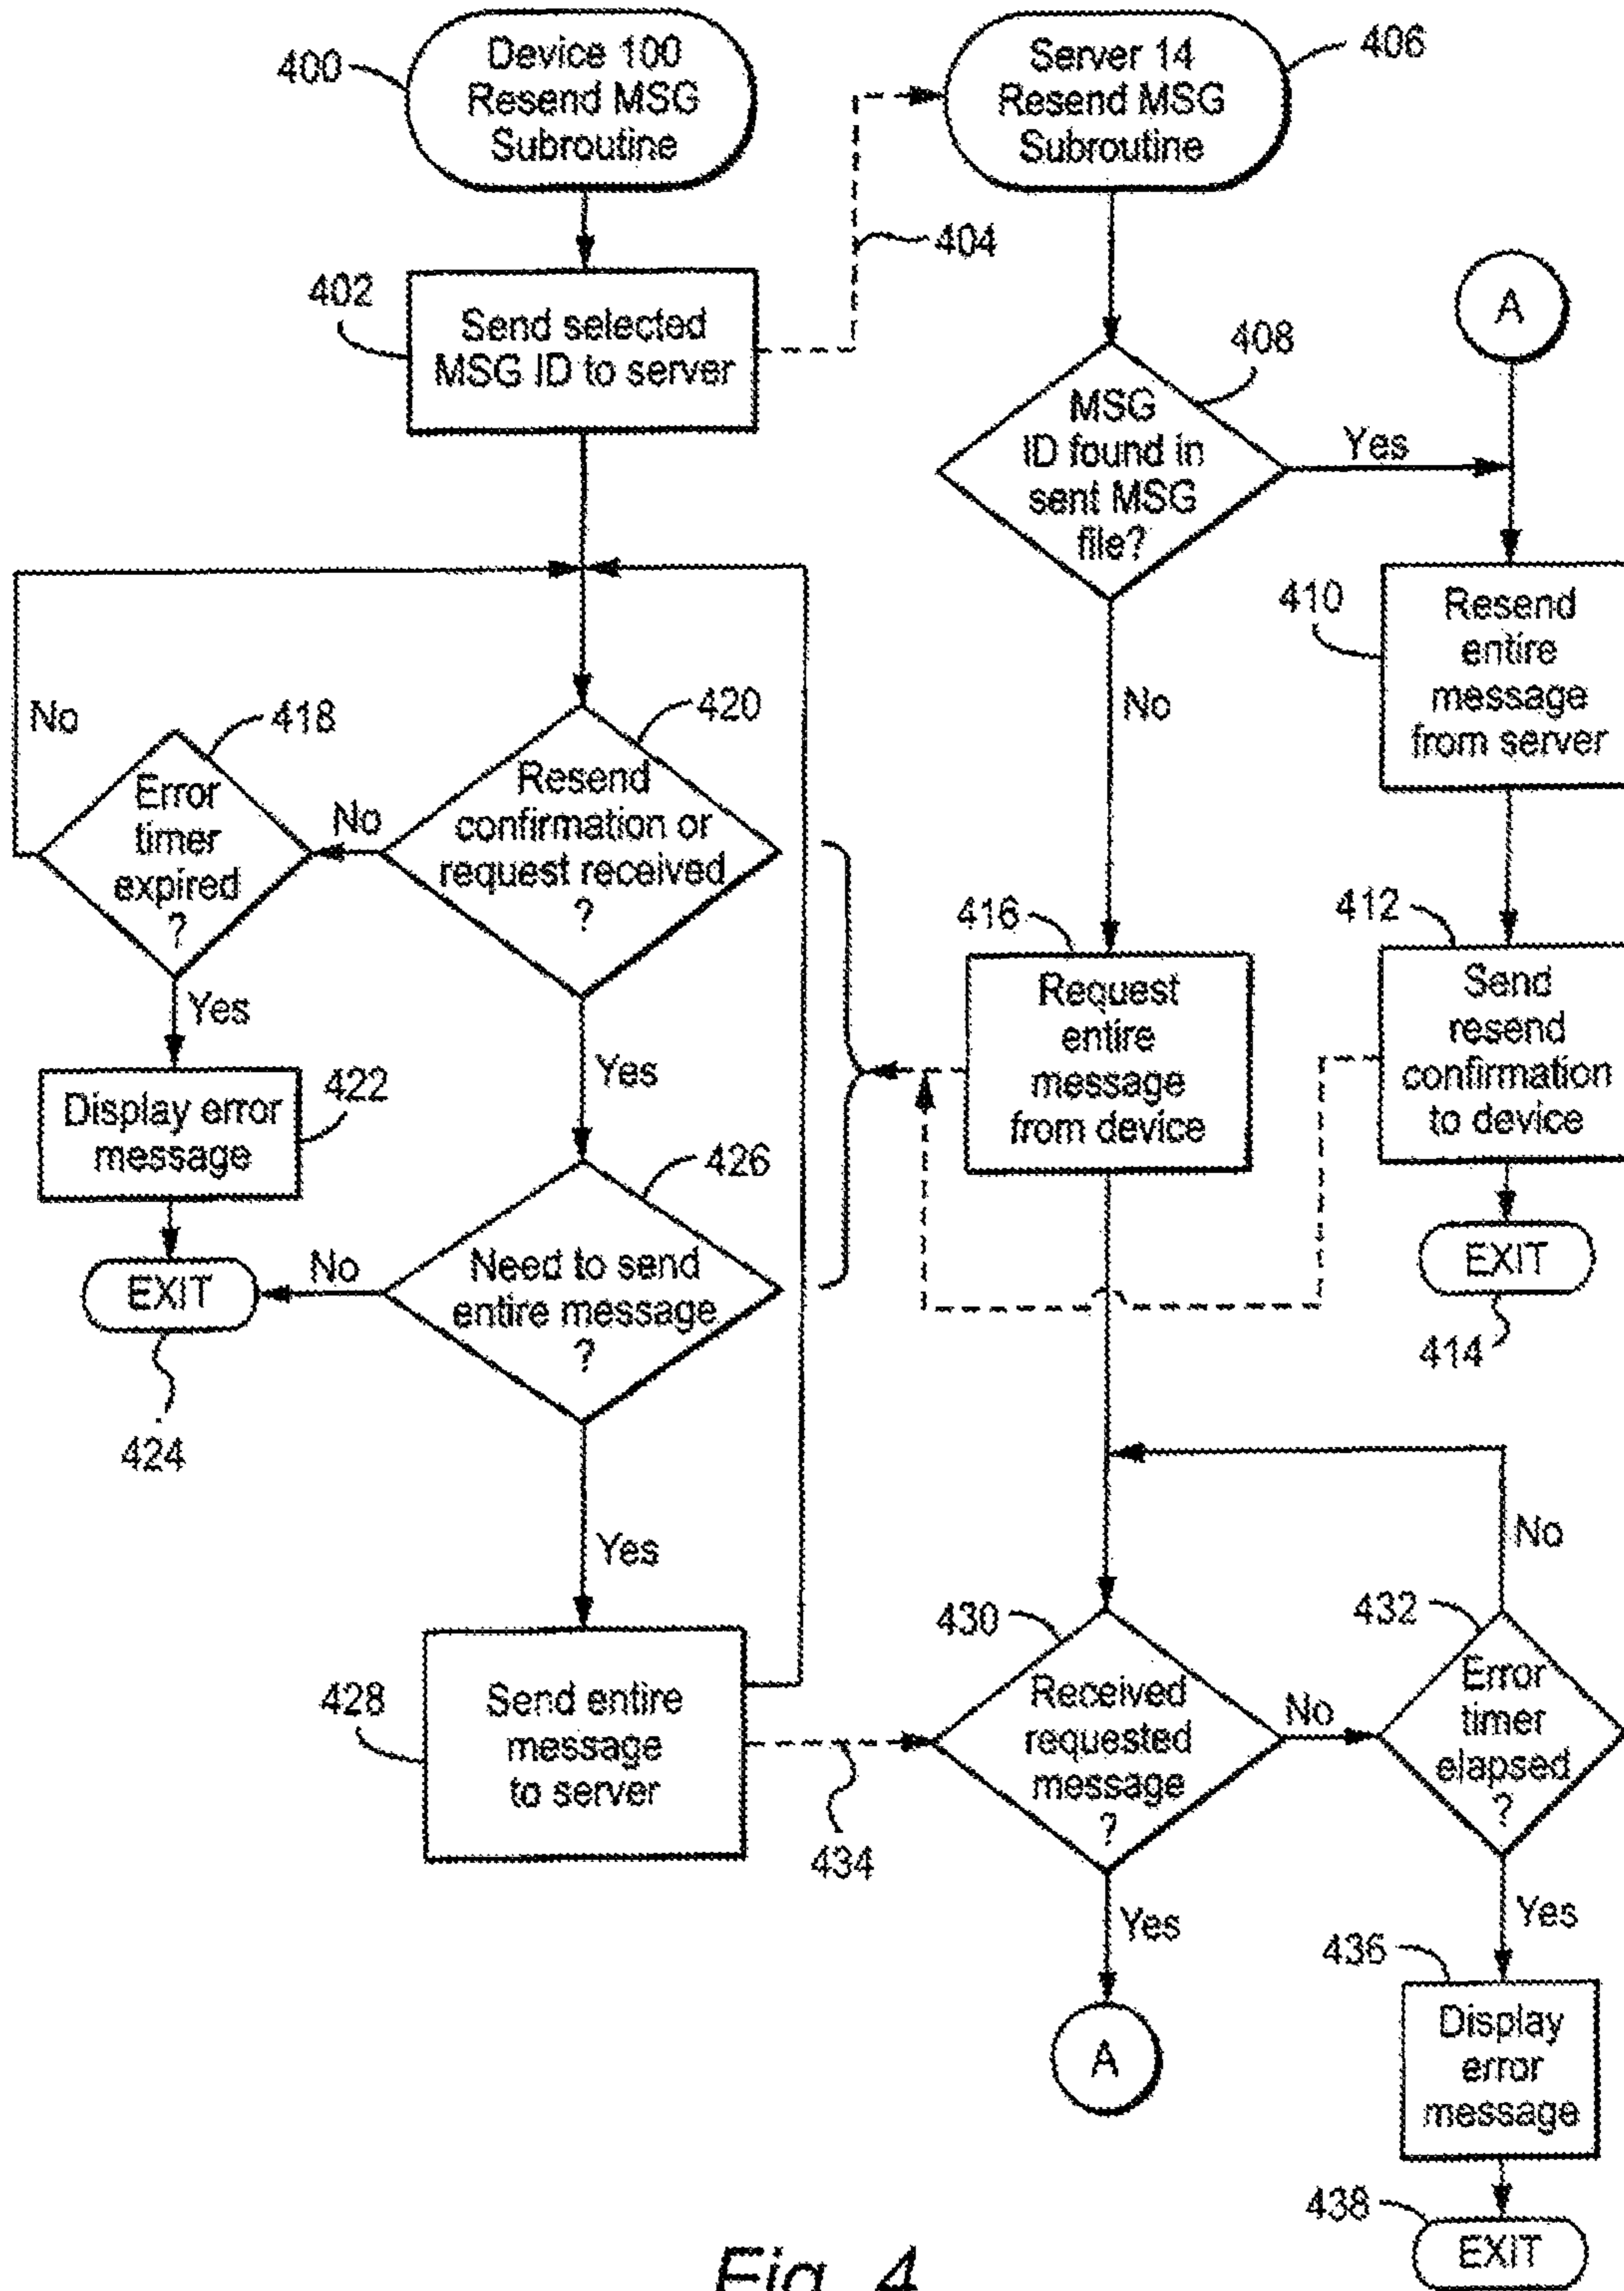 400
Device 100
Resend MSG
Subroutine
Server 14
Resend MSG
Subroutine
406
404
402
Send selected
MSG ID to server
A
408
MSG
ID found in
sent MSG
file?
Yes
No
410
Resend
entire
message
from server
No
418
Error
timer
expired
?
No
420
Resend
confirmation or
request received
?
416
Request
entire
message
from device
412
Send
resend
confirmation
to device
Yes
Yes
Display error
message
422
426
EXIT
No
Need to send
entire message
?
EXIT
414
424
Yes
No
428
Send entire
message
to server
434
430
Received
requested
message
?
No
432
Error
timer
elapsed
?
Yes
Yes
A
436
Display
error
message
438
EXIT
Fig. 4